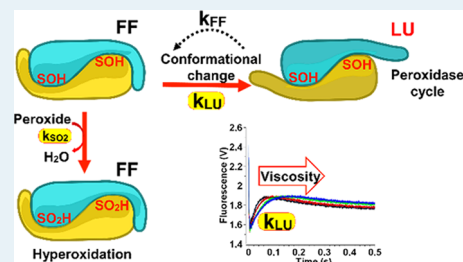 FF
SOH
SOH
k_FF
Conformational
change
k_LU
LU
SOH
SOH
Peroxidase
cycle
Peroxide
k_SO2
H₂O
FF
SO₂H
SO₂H
Hyperoxidation
Fluorescence (V)
2.6
2.4
2.2
2.0
1.8
1.6
1.4
Viscosity
k_LU
0
0.1
0.2
0.3
0.4
0.5
Time (s)